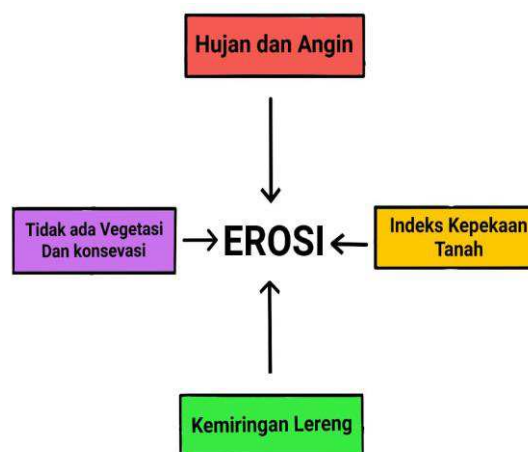 Hujan dan Angin
Tidak ada Vegetasi
Dan konsevasi
EROSI
Indeks Kepekaan
Tanah
Kemiringan Lereng